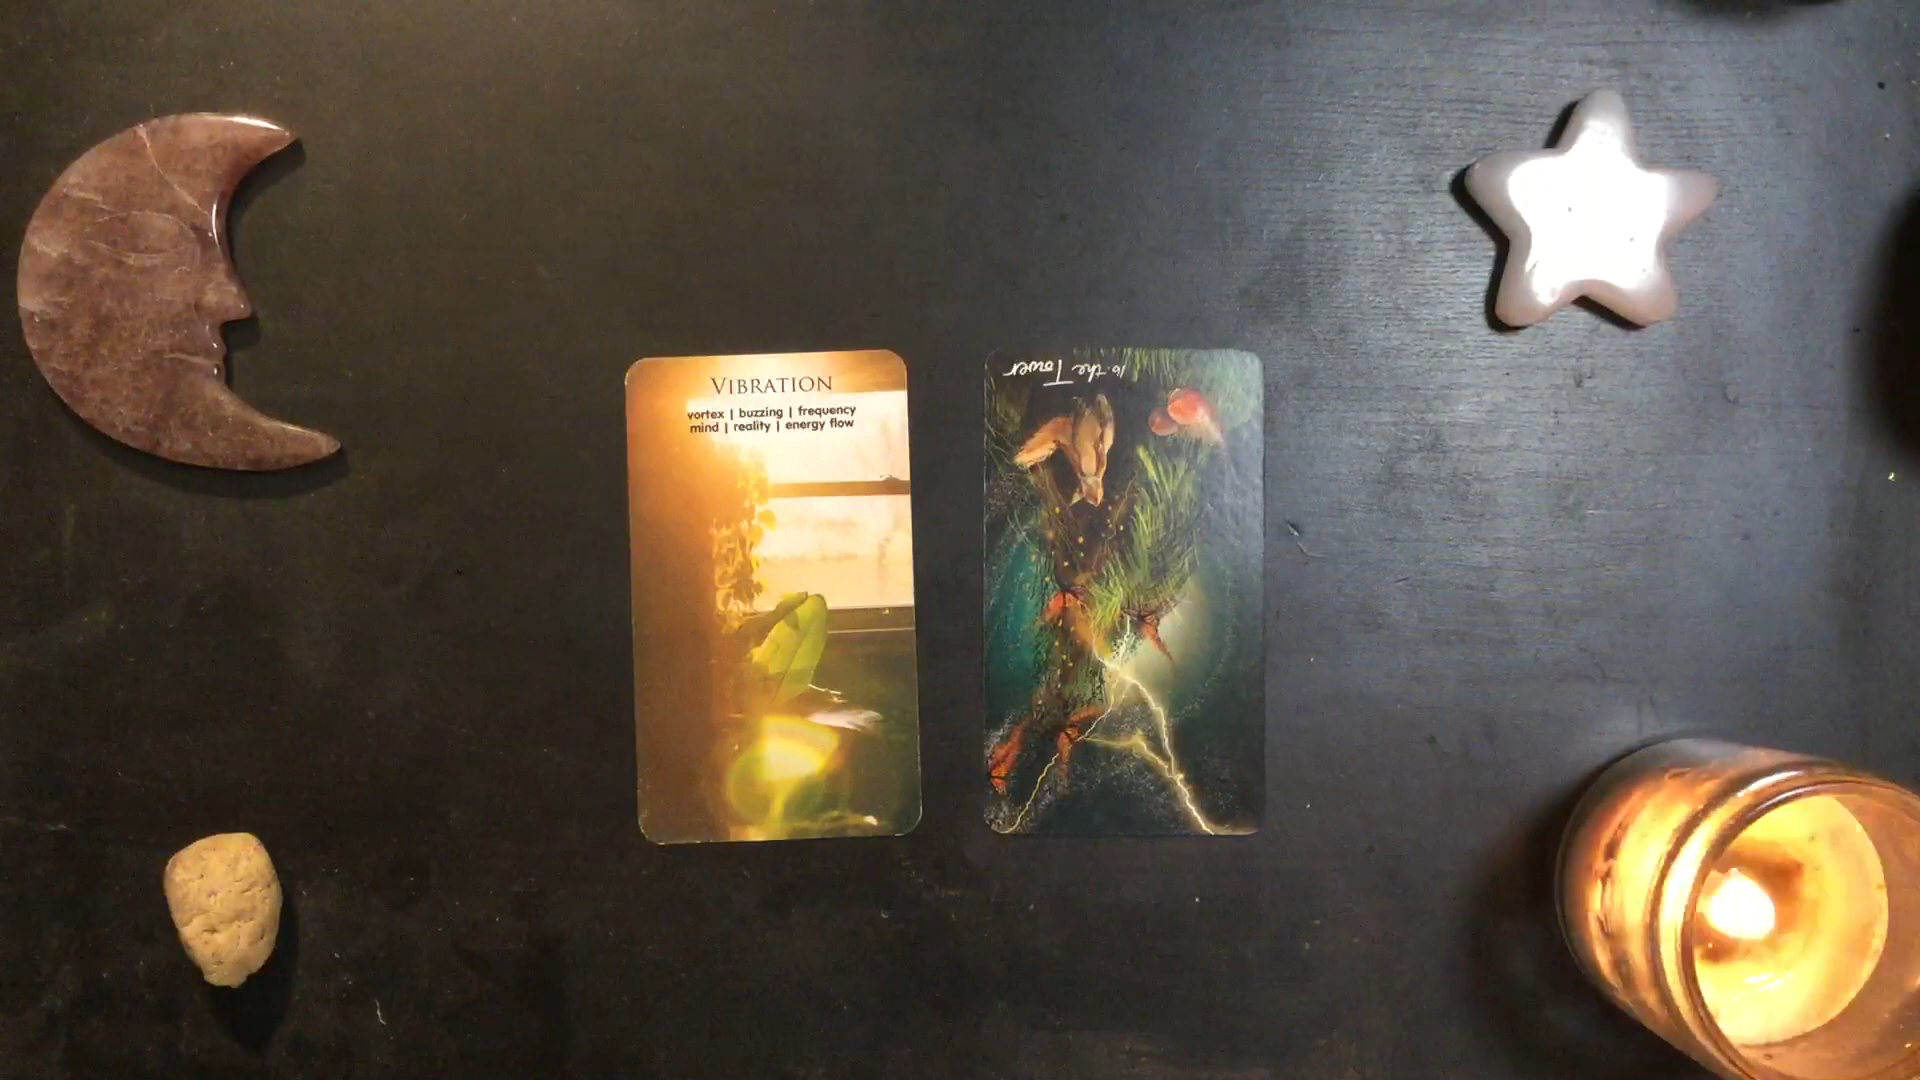 VIBRATION
vortex | buzzing | frequency
mind | reality | energy flow
16. the Tower